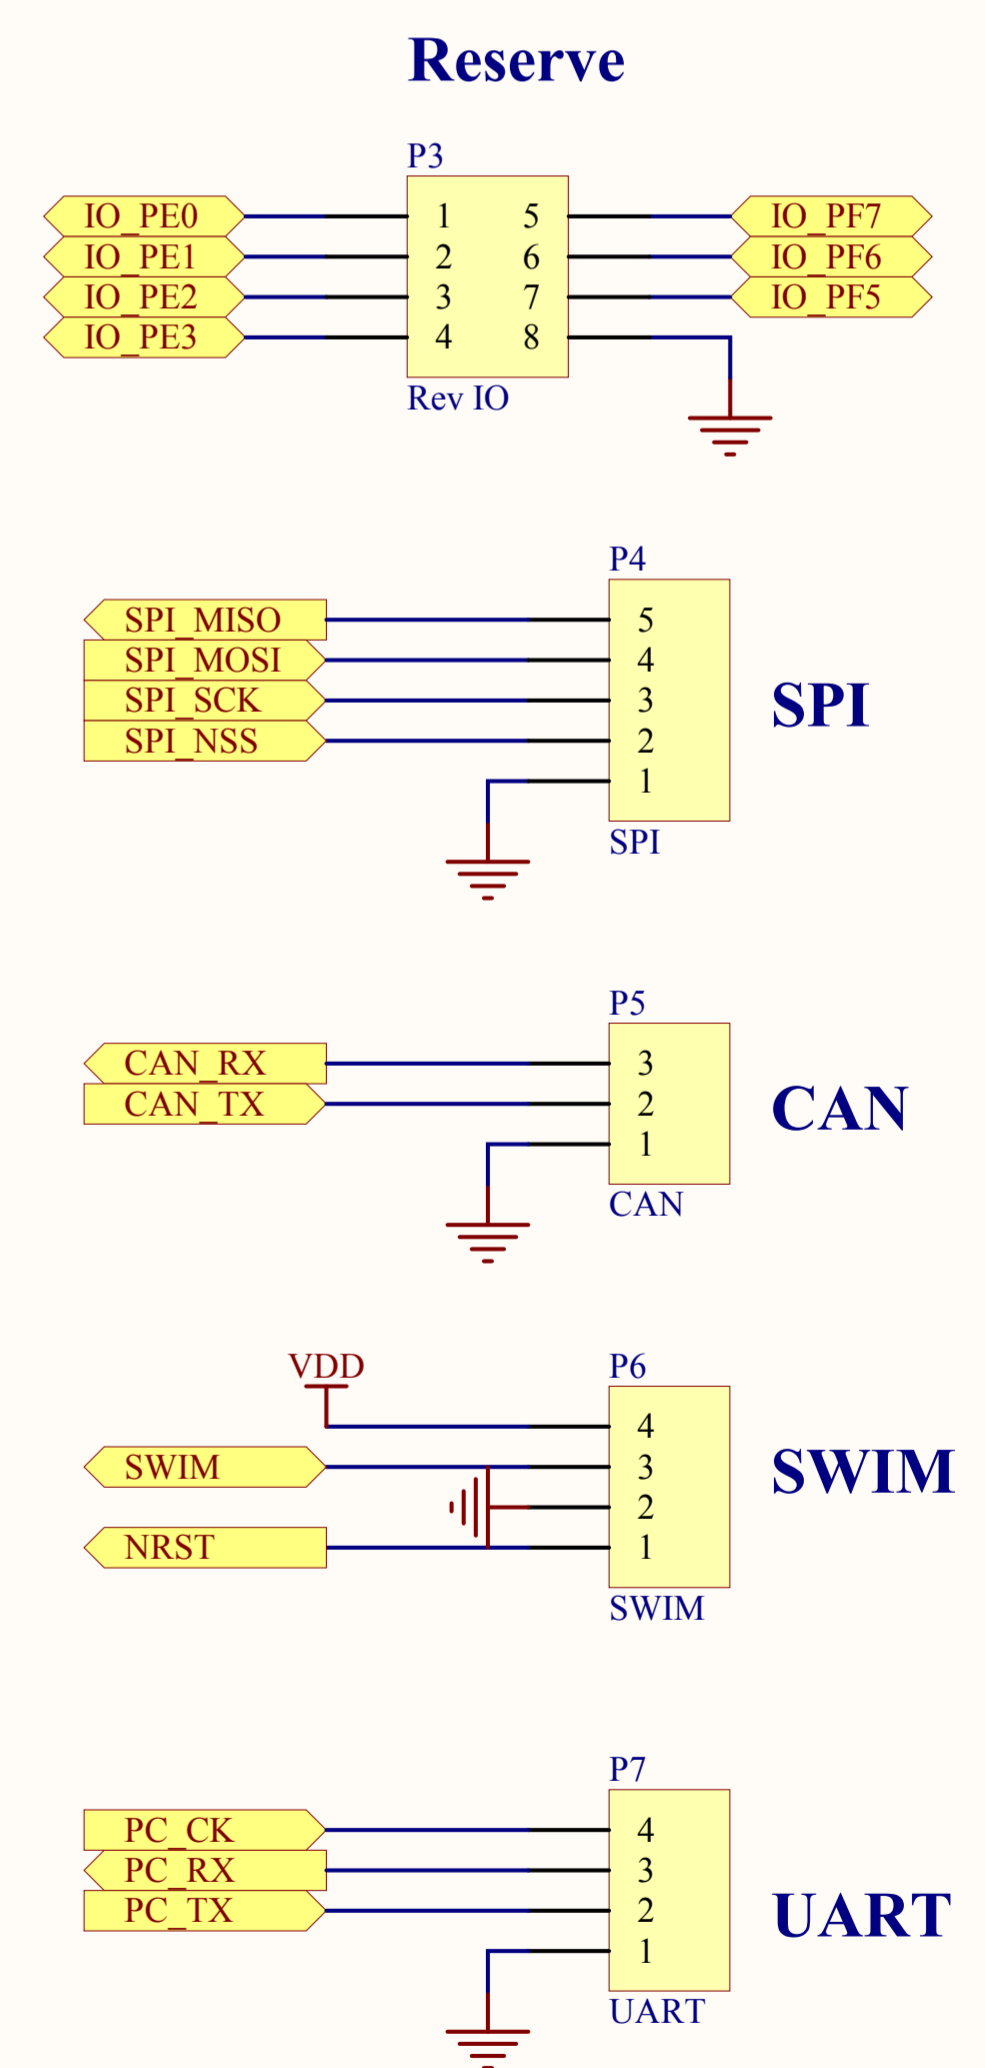 Reserve
P3
IO_PE0 1 5 IO_PF7
IO_PE1 2 6 IO_PF6
IO_PE2 3 7 IO_PF5
IO_PE3 4 8
Rev IO
P4
SPI_MISO 5
SPI_MOSI 4
SPI_SCK 3
SPI
SPI_NSS 2
1
SPI
P5
CAN_RX 3
CAN_TX 2
CAN
1
CAN
VDD
P6
4
SWIM 3
SWIM
2
NRST 1
SWIM
P7
PC_CK 4
PC_RX 3
PC_TX 2
UART
1
UART